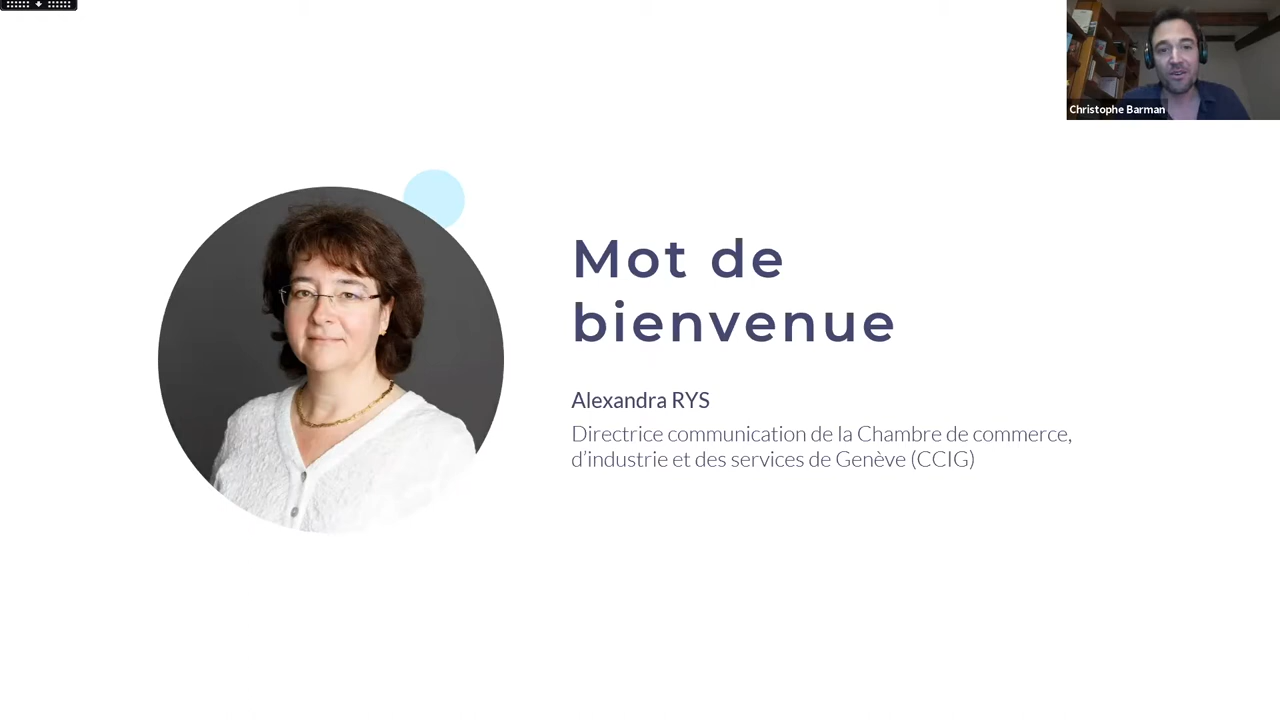 Christophe Barman
Mot de
bienvenue
Alexandra RYS
Directrice communication de la Chambre de commerce,
d’industrie et des services de Genève (CCIG)